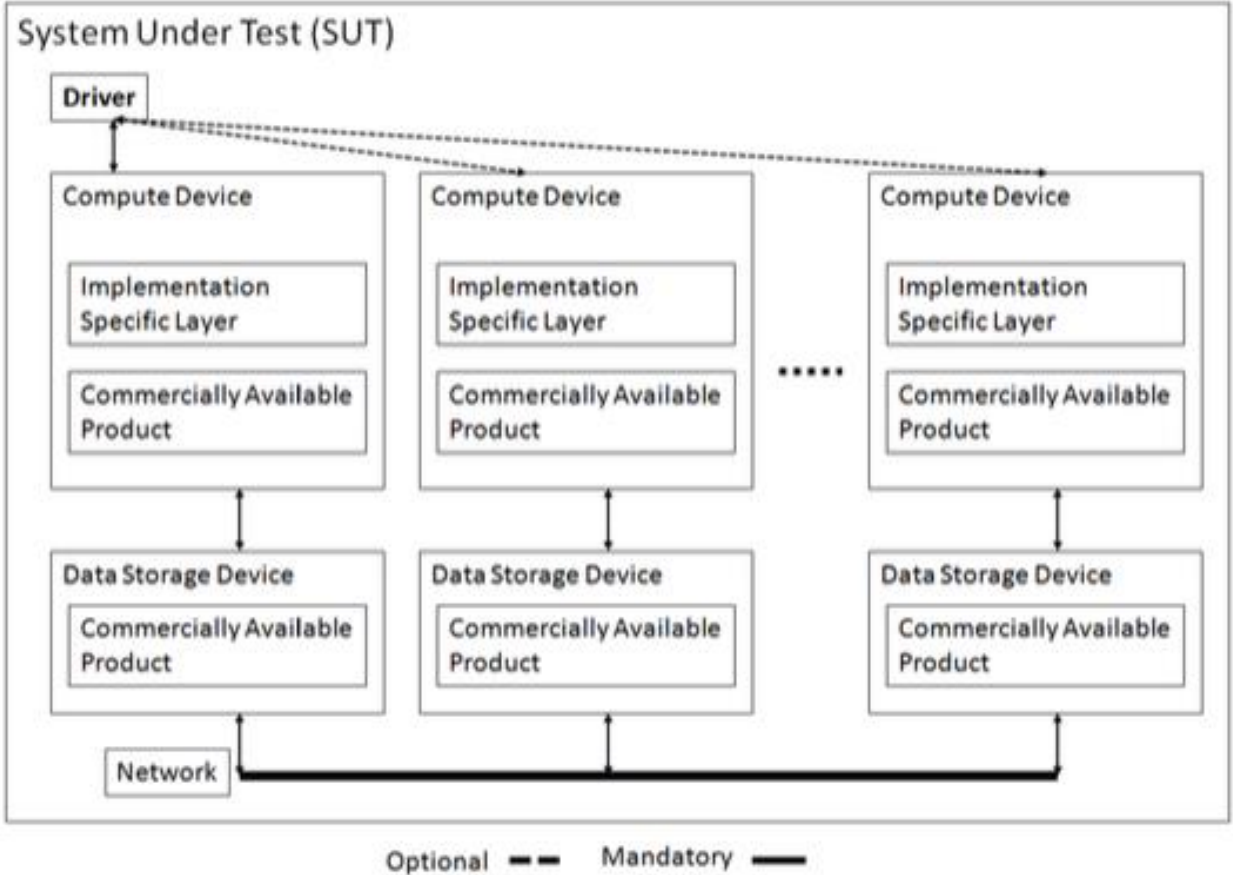 System Under Test (SUT)
Driver
Compute Device
Compute Device
Compute Device
Implementation
Specific Layer
Implementation
Specific Layer
Implementation
Specific Layer
Commercially Available
Product
Commercially Available
Product
Commercially Available
Product
Data Storage Device
Data Storage Device
Data Storage Device
Commercially Available
Product
Commercially Available
Product
Commercially Available
Product
Network
Optional
Mandatory